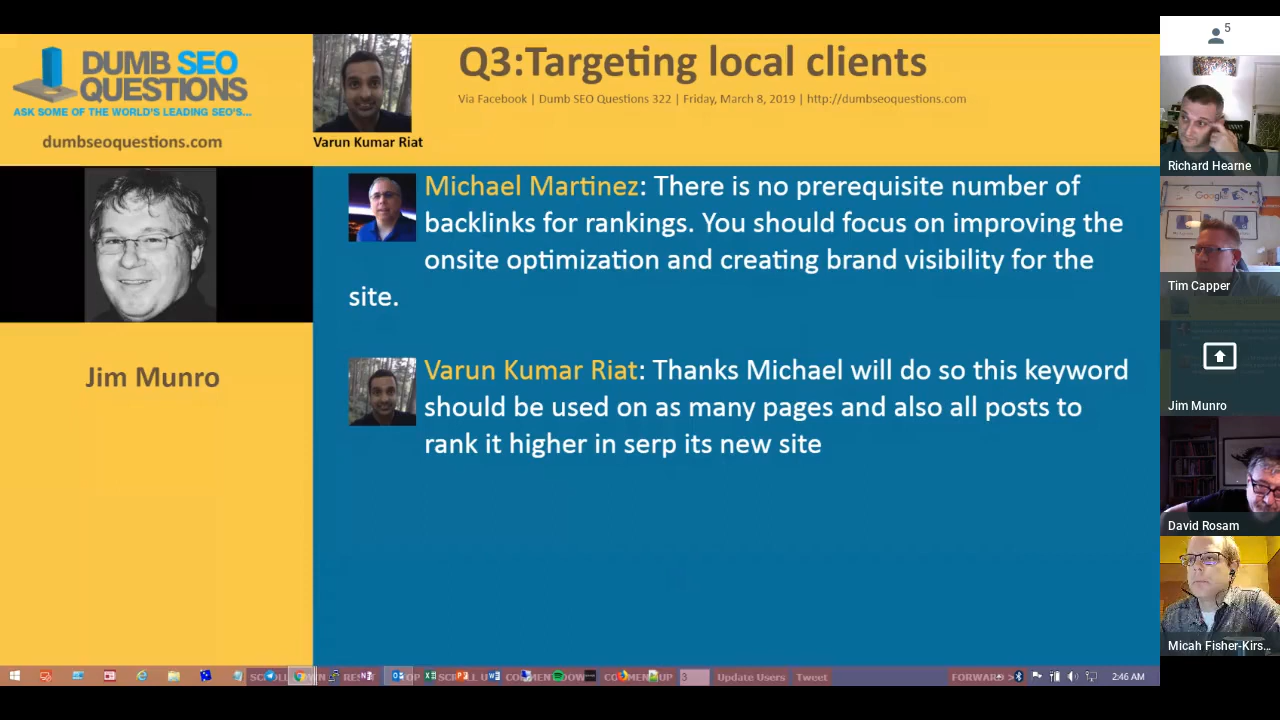 DUMB SEO
QUESTIONS
ASK SOME OF THE WORLD'S LEADING SEO'S...
dumbseoquestions.com
Varun Kumar Riat
Q3:Targeting local clients
Via Facebook | Dumb SEO Questions 322 | Friday, March 8, 2019 | http://dumbseoquestions.com
Jim Munro
Michael Martinez: There is no prerequisite number of
backlinks for rankings. You should focus on improving the
onsite optimization and creating brand visibility for the
site.
Varun Kumar Riat: Thanks Michael will do so this keyword
should be used on as many pages and also all posts to
rank it higher in serp its new site
5
Richard Hearne
Google
Tim Capper
Jim Munro
David Rosam
Micah Fisher-Kirs...
3 Update Users Tweet FORWARD > 2:46 AM